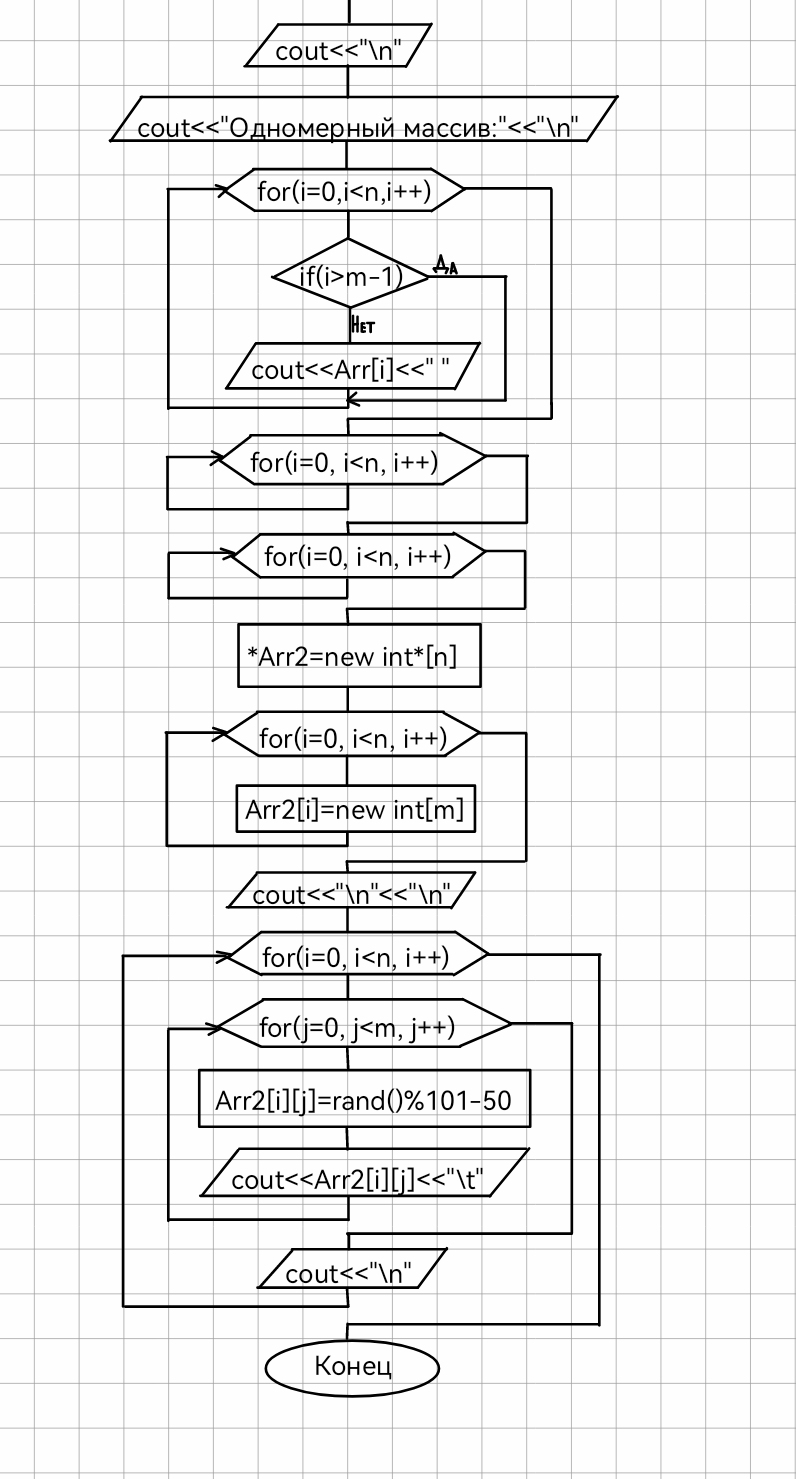 cout<<"\n"
cout<<"Одномерный массив:"<<"\n"
for(i=0,i<n,i++)
if(i>m-1)
ДА
НЕТ
cout<<Arr[i]<<" "
for(i=0, i<n, i++)
for(i=0, i<n, i++)
*Arr2=new int*[n]
for(i=0, i<n, i++)
Arr2[i]=new int[m]
cout<<"\n"<<"\n"
for(i=0, i<n, i++)
for(j=0, j<m, j++)
Arr2[i][j]=rand()%101-50
cout<<Arr2[i][j]<<"\t"
cout<<"\n"
Конец